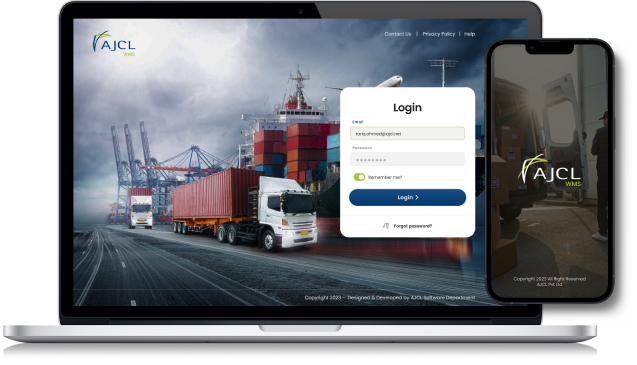 AJCL
WMS
Contact Us | Privacy Policy | Help
Login
Email
tariq.ahmed@ajcl.net
Password
Remember me?
Login
Forgot password?
Copyright 2023 - Designed & Developed by AJCL Software Department
AJCL
WMS
Copyright 2023 All Right Reserved
AJCL Pvt Ltd